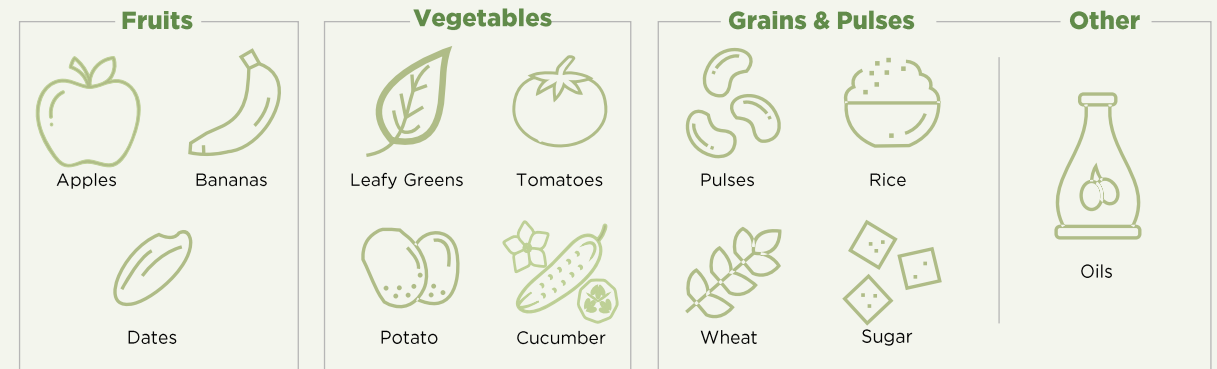 Fruits
Apples
Bananas
Dates
Vegetables
Leafy Greens
Tomatoes
Potato
Cucumber
Grains & Pulses
Pulses
Rice
Wheat
Sugar
Other
Oils